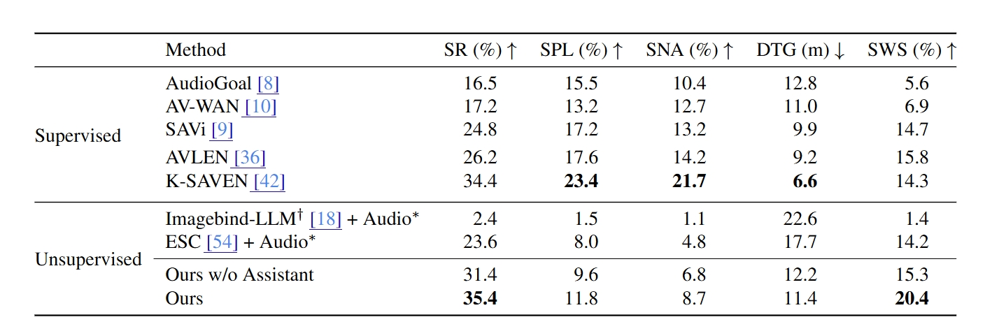 Method SR (%) ↑ SPL (%) ↑ SNA (%) ↑ DTG (m) ↓ SWS (%) ↑
Supervised
AudioGoal [8] 16.5 15.5 10.4 12.8 5.6
AV-WAN [10] 17.2 13.2 12.7 11.0 6.9
SAVi [9] 24.8 17.2 13.2 9.9 14.7
AVLEN [36] 26.2 17.6 14.2 9.2 15.8
K-SAVEN [42] 34.4 23.4 21.7 6.6 14.3
Unsupervised
Imagebind-LLM† [18] + Audio* 2.4 1.5 1.1 22.6 1.4
ESC [54] + Audio* 23.6 8.0 4.8 17.7 14.2
Ours w/o Assistant 31.4 9.6 6.8 12.2 15.3
Ours 35.4 11.8 8.7 11.4 20.4